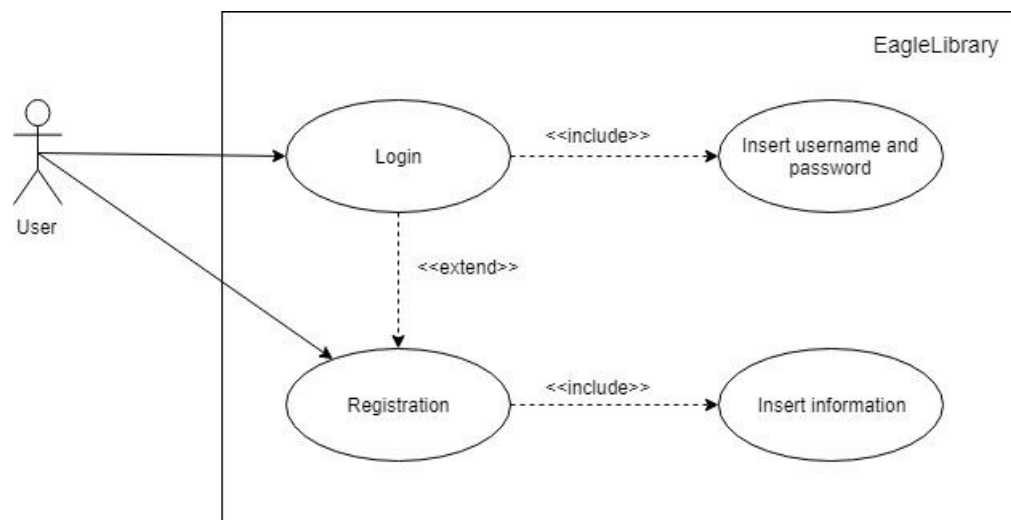 EagleLibrary
Login
<<include>>
Insert username and
password
User
<<extend>>
Registration
<<include>>
Insert information